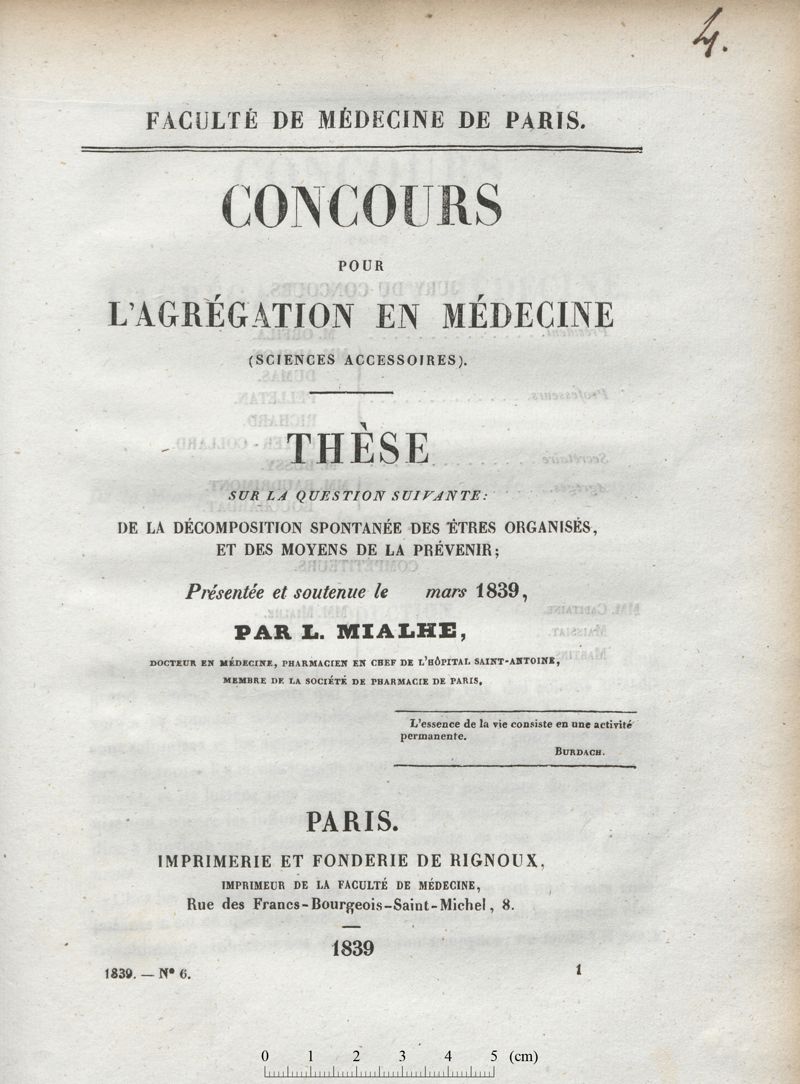 4.
FACULTÉ DE MÉDECINE DE PARIS.
CONCOURS
POUR
L'AGRÉGATION EN MÉDECINE
(SCIENCES ACCESSOIRES).
THÈSE
SUR LA QUESTION SUIVANTE:
DE LA DÉCOMPOSITION SPONTANÉE DES ÊTRES ORGANISÉS,
ET DES MOYENS DE LA PRÉVENIR;
Présentée et soutenue le mars 1839,
PAR L. MIALHE,
DOCTEUR EN MÉDECINE, PHARMACIEN EN CHEF DE L'HÔPITAL SAINT-ANTOINE,
MEMBRE DE LA SOCIÉTÉ DE PHARMACIE DE PARIS.
L'essence de la vie consiste en une activité
permanente.
BURDACH.
PARIS.
IMPRIMERIE ET FONDERIE DE RIGNOUX,
IMPRIMEUR DE LA FACULTÉ DE MÉDECINE,
Rue des Francs-Bourgeois-Saint-Michel, 8.
1839
1839. — N° 6. 1
0 1 2 3 4 5 (cm)